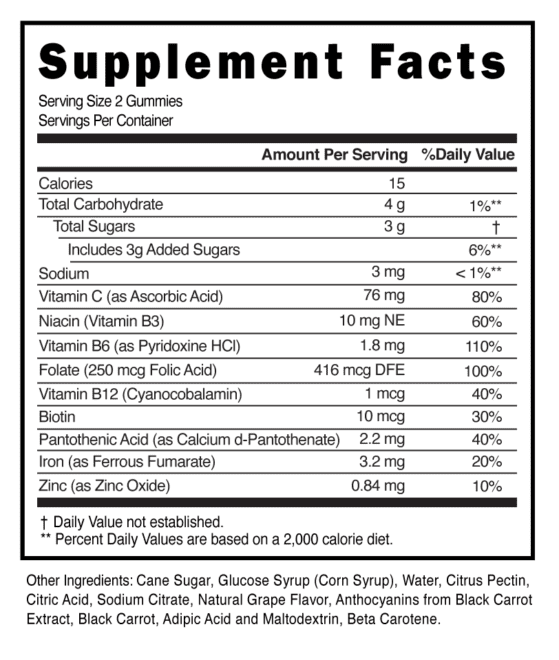 Supplement Facts
Serving Size 2 Gummies
Servings Per Container
Amount Per Serving %Daily Value
Calories 15
Total Carbohydrate 4 g 1%**
Total Sugars 3 g †
Includes 3g Added Sugars 6%**
Sodium 3 mg < 1%**
Vitamin C (as Ascorbic Acid) 76 mg 80%
Niacin (Vitamin B3) 10 mg NE 60%
Vitamin B6 (as Pyridoxine HCl) 1.8 mg 110%
Folate (250 mcg Folic Acid) 416 mcg DFE 100%
Vitamin B12 (Cyanocobalamin) 1 mcg 40%
Biotin 10 mcg 30%
Pantothenic Acid (as Calcium d-Pantothenate) 2.2 mg 40%
Iron (as Ferrous Fumarate) 3.2 mg 20%
Zinc (as Zinc Oxide) 0.84 mg 10%
† Daily Value not established.
** Percent Daily Values are based on a 2,000 calorie diet.
Other Ingredients: Cane Sugar, Glucose Syrup (Corn Syrup), Water, Citrus Pectin,
Citric Acid, Sodium Citrate, Natural Grape Flavor, Anthocyanins from Black Carrot
Extract, Black Carrot, Adipic Acid and Maltodextrin, Beta Carotene.